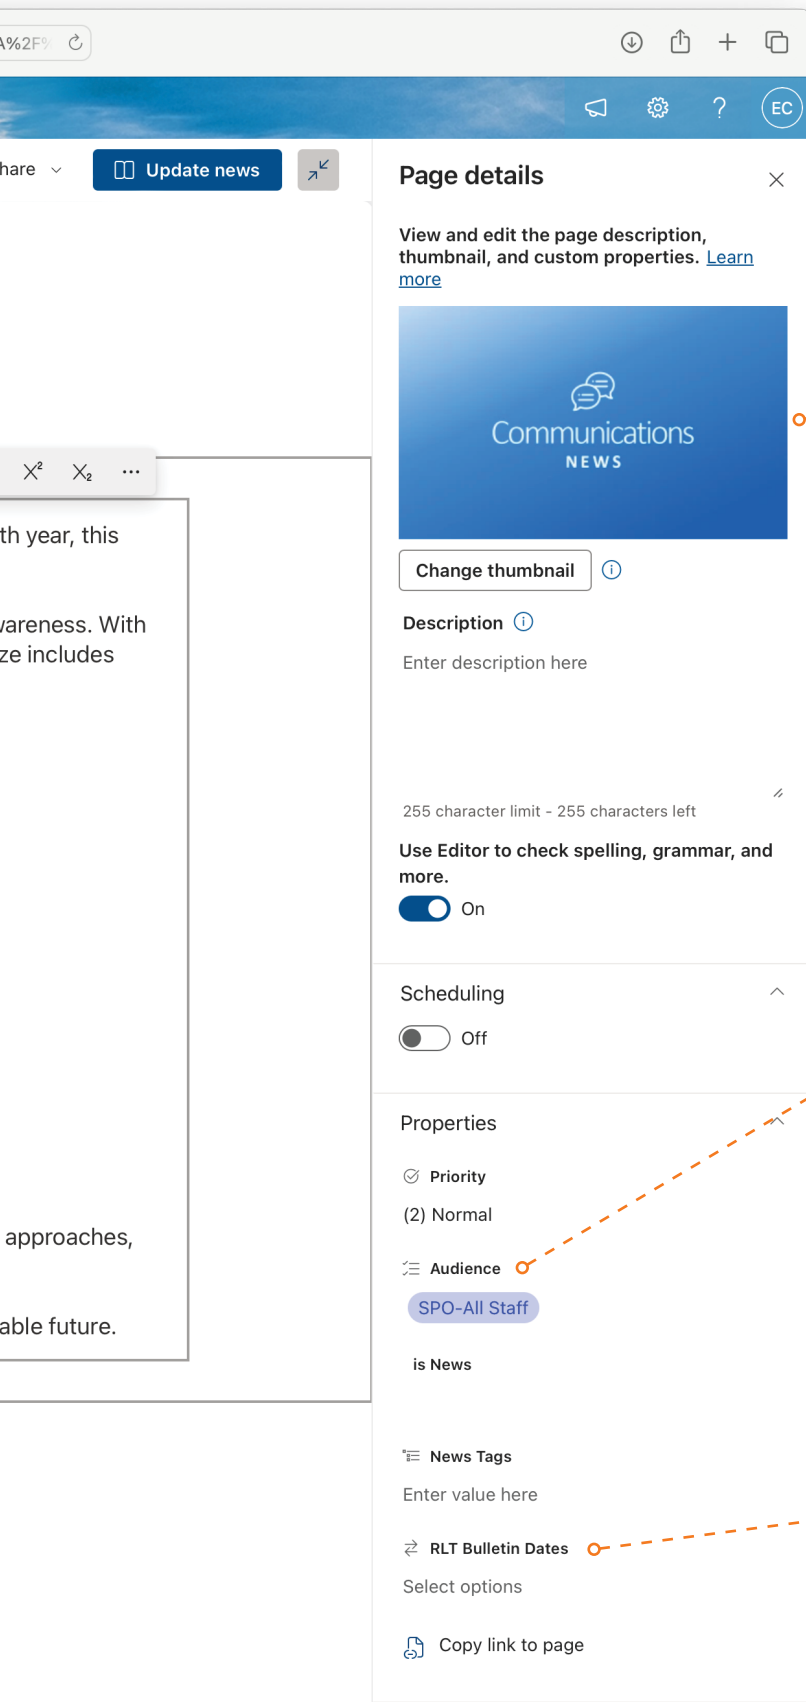 A%2F%
EC
hare
Update news
Page details
View and edit the page description,
thumbnail, and custom properties. Learn
more
Communications
NEWS
X²
X₂
...
th year, this
Change thumbnail
Description
vareness. With
ze includes
Enter description here
255 character limit - 255 characters left
Use Editor to check spelling, grammar, and
more.
On
Scheduling
Off
Properties
Priority
(2) Normal
approaches,
Audience
SPO-All Staff
able future.
is News
News Tags
Enter value here
RLT Bulletin Dates
Select options
Copy link to page